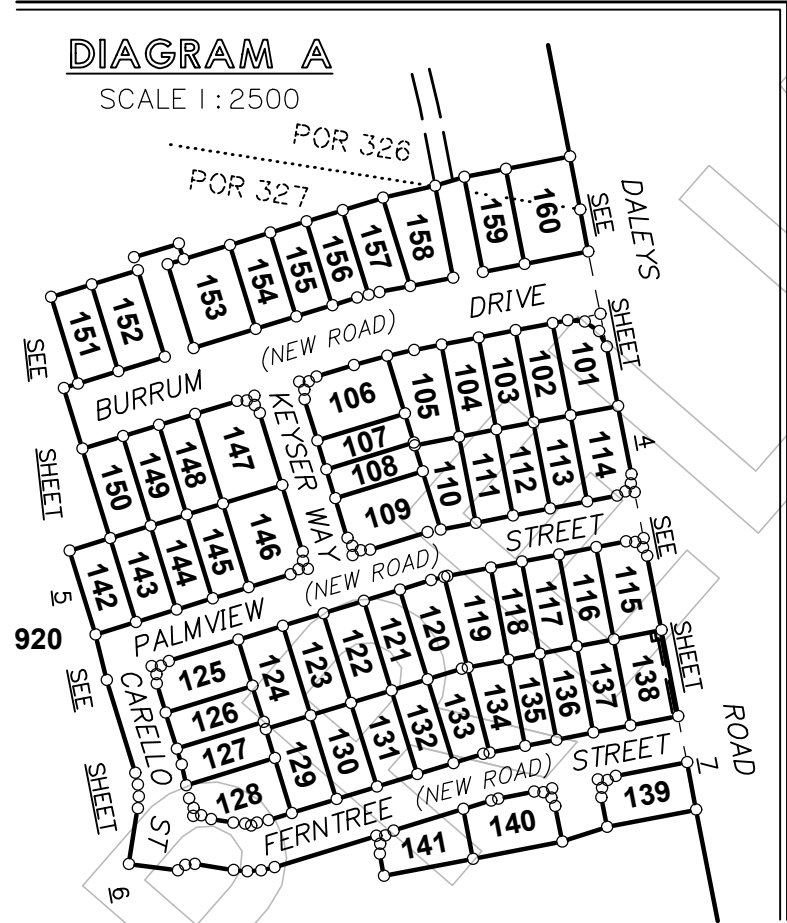 DIAGRAM A
SCALE 1:2500
POR 326
POR 327
DALEYS
ROAD
SEE
SHEET
4
151
152
153
154
155
156
157
158
159
160
BURRUM
(NEW ROAD)
DRIVE
SEE
SHEET
5
920
150
149
148
147
142
143
144
145
146
KEYSER WAY
106
107
108
109
105
104
103
102
101
110
111
112
113
114
PALMVIEW
(NEW ROAD)
STREET
SEE
SHEET
7
125
126
127
128
124
123
122
121
120
119
118
117
116
115
129
130
131
132
133
134
135
136
137
138
CARELLO
ST
SEE
SHEET
6
FERNTREE
(NEW ROAD)
STREET
141
140
139